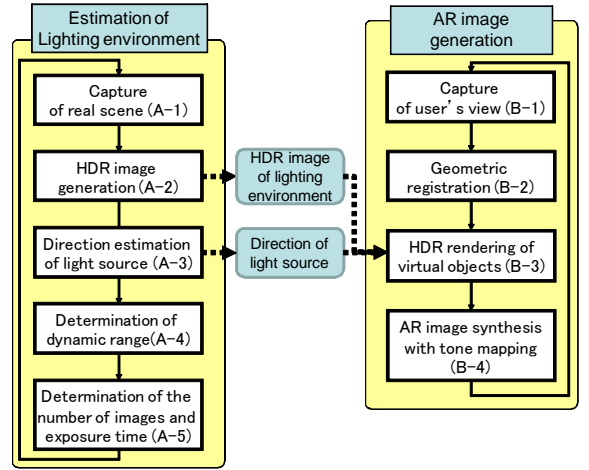 Estimation of
Lighting environment
Capture
of real scene (A-1)
HDR image
generation (A-2)
Direction estimation
of light source (A-3)
Determination of
dynamic range(A-4)
Determination of the
number of images and
exposure time (A-5)
HDR image
of lighting
environment
Direction of
light source
AR image
generation
Capture
of user's view (B-1)
Geometric
registration (B-2)
HDR rendering of
virtual objects (B-3)
AR image synthesis
with tone mapping
(B-4)